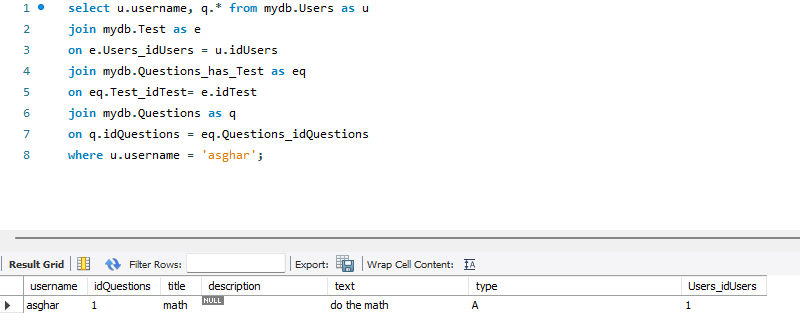 1 select u.username, q.* from mydb.Users as u
2 join mydb.Test as e
3 on e.Users_idUsers = u.idUsers
4 join mydb.Questions_has_Test as eq
5 on eq.Test_idTest= e.idTest
6 join mydb.Questions as q
7 on q.idQuestions = eq.Questions_idQuestions
8 where u.username = 'asghar';
Result Grid Filter Rows: Export: Wrap Cell Content: IA
username idQuestions title description text type Users_idUsers
asghar 1 math NULL do the math A 1